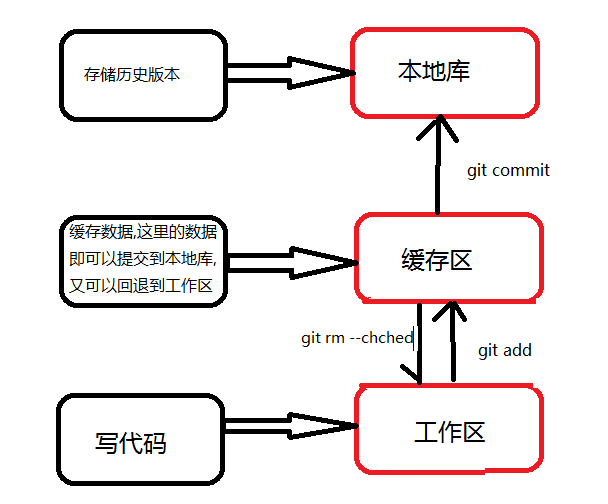 存储历史版本
本地库
git commit
缓存数据,这里的数据
即可以提交到本地库,
又可以回退到工作区
缓存区
git rm --chched
git add
写代码
工作区